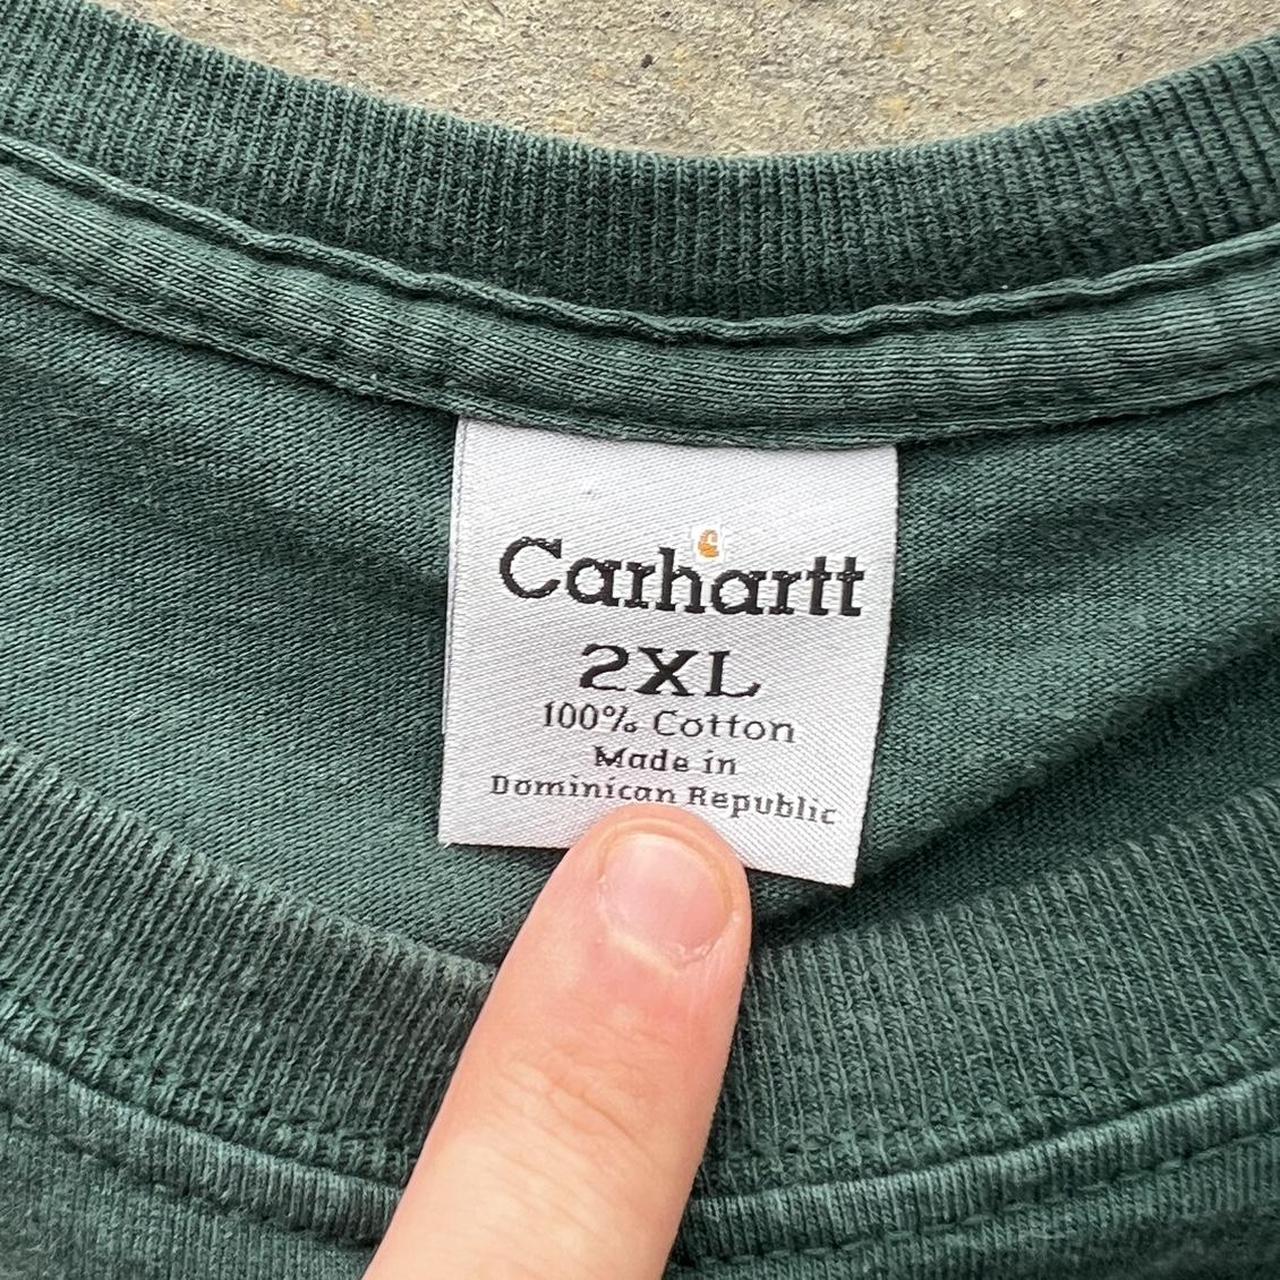 Carhartt
2XL
100% Cotton
Made in
Dominican Republic